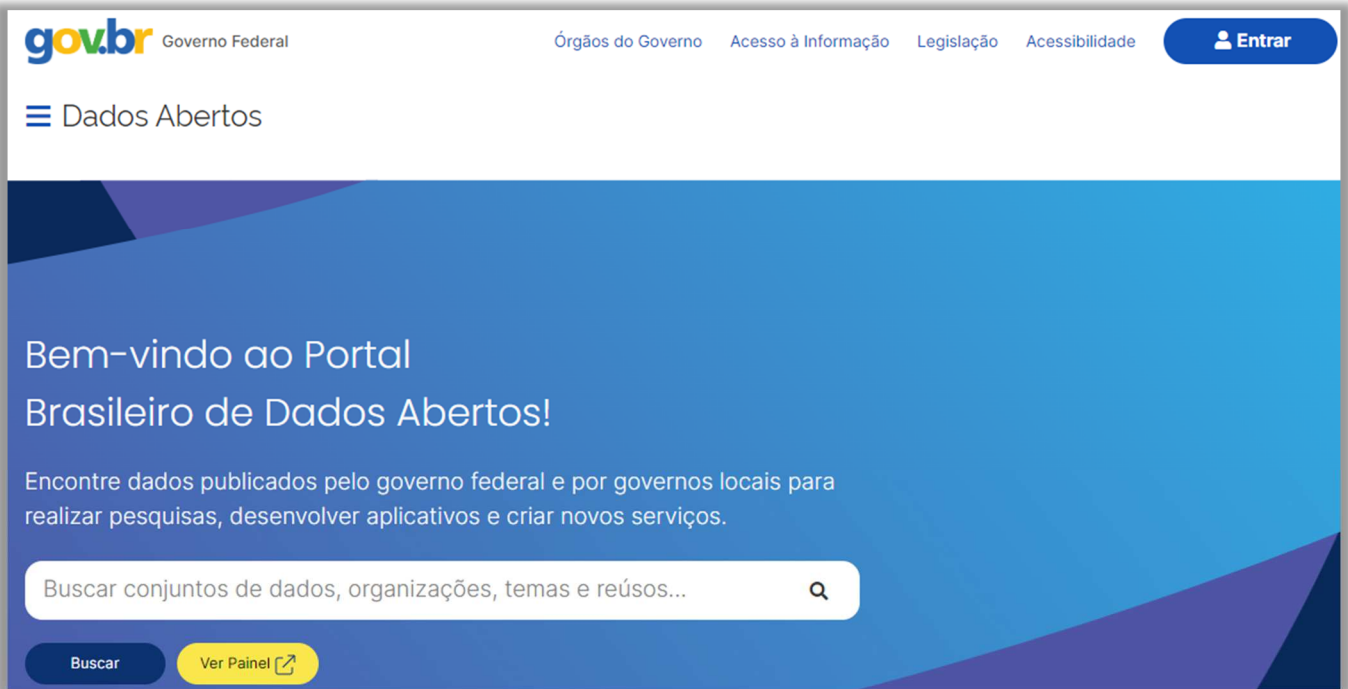 gov.br Governo Federal Órgãos do Governo Acesso à Informação Legislação Acessibilidade Entrar
Dados Abertos
Bem-vindo ao Portal
Brasileiro de Dados Abertos!
Encontre dados publicados pelo governo federal e por governos locais para
realizar pesquisas, desenvolver aplicativos e criar novos serviços.
Buscar conjuntos de dados, organizações, temas e reúsos...
Buscar Ver Painel